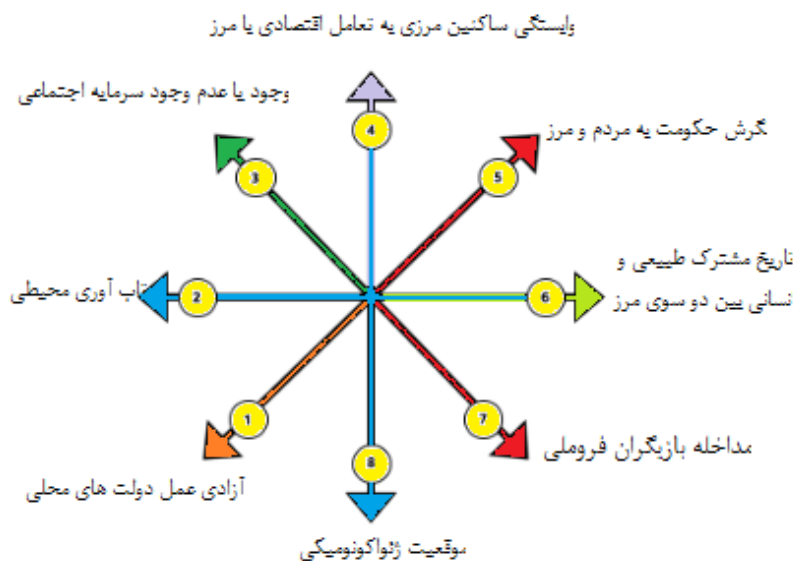 وابستگی ساکنین مرزی به تعامل اقتصادی با مرز
وجود یا عدم وجود سرمایه اجتماعی
4
گرش حکومت به مردم و مرز
3
5
تاریخ مشترک طبیعی و
نسانی بین دو سوی مرز
تاب آوری محیطی
2
6
1
7
مداخله بازیگران فروملی
8
آزادی عمل دولت های محلی
موقعیت ژئواکونومیکی